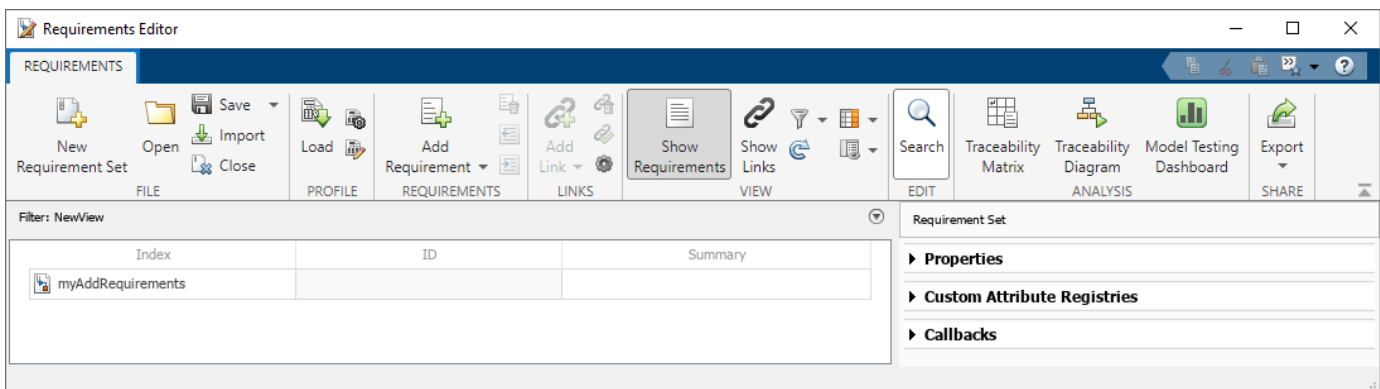 Requirements Editor
REQUIREMENTS
New
Requirement Set
Open
Save
Import
Close
FILE
Load
PROFILE
Add
Requirement
REQUIREMENTS
Add
Link
LINKS
Show
Requirements
Show
Links
VIEW
Search
EDIT
Traceability
Matrix
Traceability
Diagram
Model Testing
Dashboard
ANALYSIS
Export
SHARE
Filter: NewView
Index ID Summary
myAddRequirements
Requirement Set
Properties
Custom Attribute Registries
Callbacks